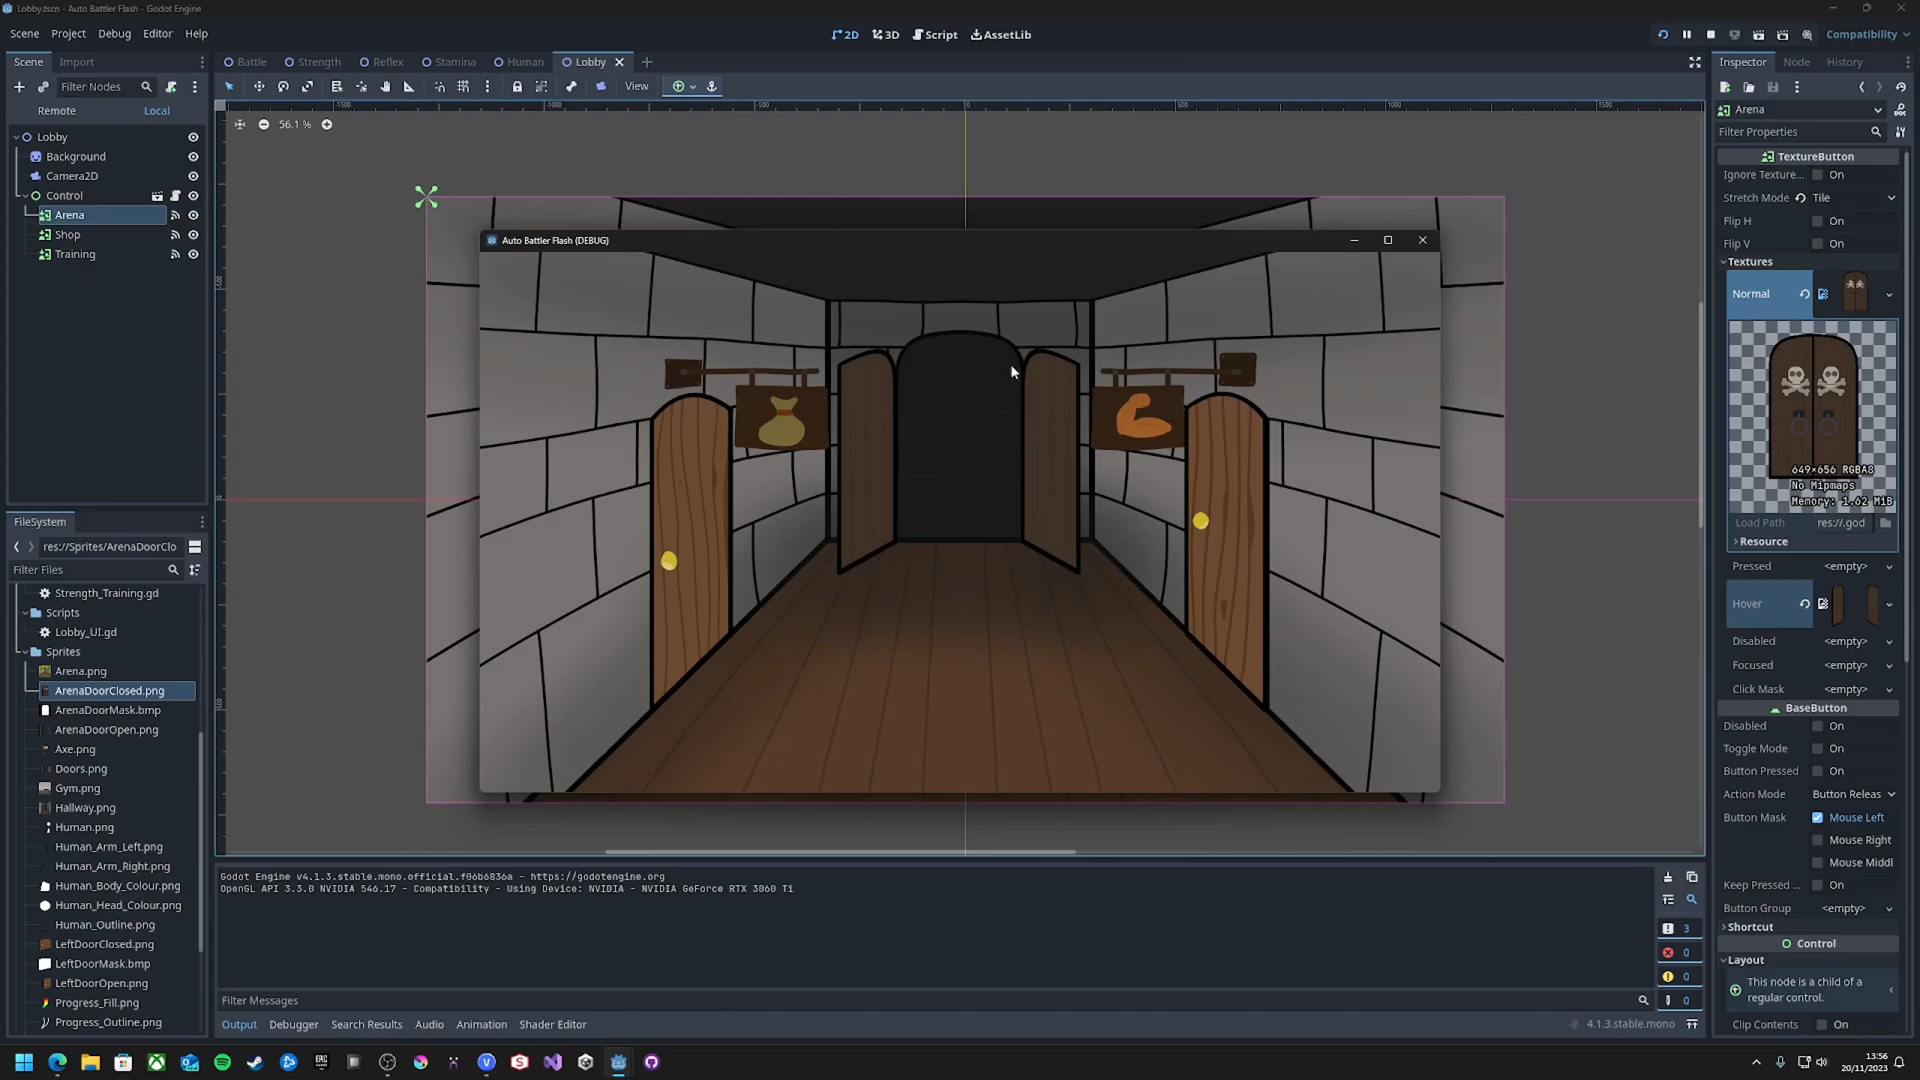 Lobby.tscn - Auto Battler Flash - Godot Engine
Scene Project Debug Editor Help
2D 3D Script AssetLib
Compatibility
Scene Import
Filter Nodes
Remote Local
Lobby
Background
Camera2D
Control
Arena
Shop
Training
Battle Strength Reflex Stamina Human Lobby
View
-1500 -1000 -500 0 500 1000 1500
56.1 %
Auto Battler Flash (DEBUG)
FileSystem
res://Sprites/ArenaDoorClo
Filter Files
Strength_Training.gd
Scripts
Lobby_UI.gd
Sprites
Arena.png
ArenaDoorClosed.png
ArenaDoorMask.bmp
ArenaDoorOpen.png
Axe.png
Doors.png
Gym.png
Hallway.png
Human.png
Human_Arm_Left.png
Human_Arm_Right.png
Human_Body_Colour.png
Human_Head_Colour.png
Human_Outline.png
LeftDoorClosed.png
LeftDoorMask.bmp
LeftDoorOpen.png
Progress_Fill.png
Progress_Outline.png
Godot Engine v4.1.3.stable.mono.official.f06b6836a - https://godotengine.org
OpenGL API 3.3.0 NVIDIA 546.17 - Compatibility - Using Device: NVIDIA - NVIDIA GeForce RTX 3060 Ti
3
0
0
0
Filter Messages
Output Debugger Search Results Audio Animation Shader Editor
4.1.3.stable.mono
Inspector Node History
Arena
Filter Properties
TextureButton
Ignore Texture... On
Stretch Mode Tile
Flip H On
Flip V On
Textures
Normal
649×656 RGBA8
No Mipmaps
Memory: 1.62 MiB
Load Path res://.god
Resource
Pressed <empty>
Hover
Disabled <empty>
Focused <empty>
Click Mask <empty>
BaseButton
Disabled On
Toggle Mode On
Button Pressed On
Action Mode Button Releas
Button Mask Mouse Left
Mouse Right
Mouse Middl
Keep Pressed ... On
Button Group <empty>
Shortcut
Control
Layout
This node is a child of a
regular control.
Clip Contents On
13:56
20/11/2023